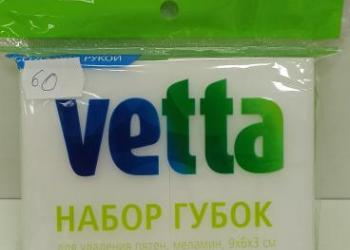 РУКОЙ
60
vetta
НАБОР ГУБОК
для удаления пятен, меламин, 9х6х3 см